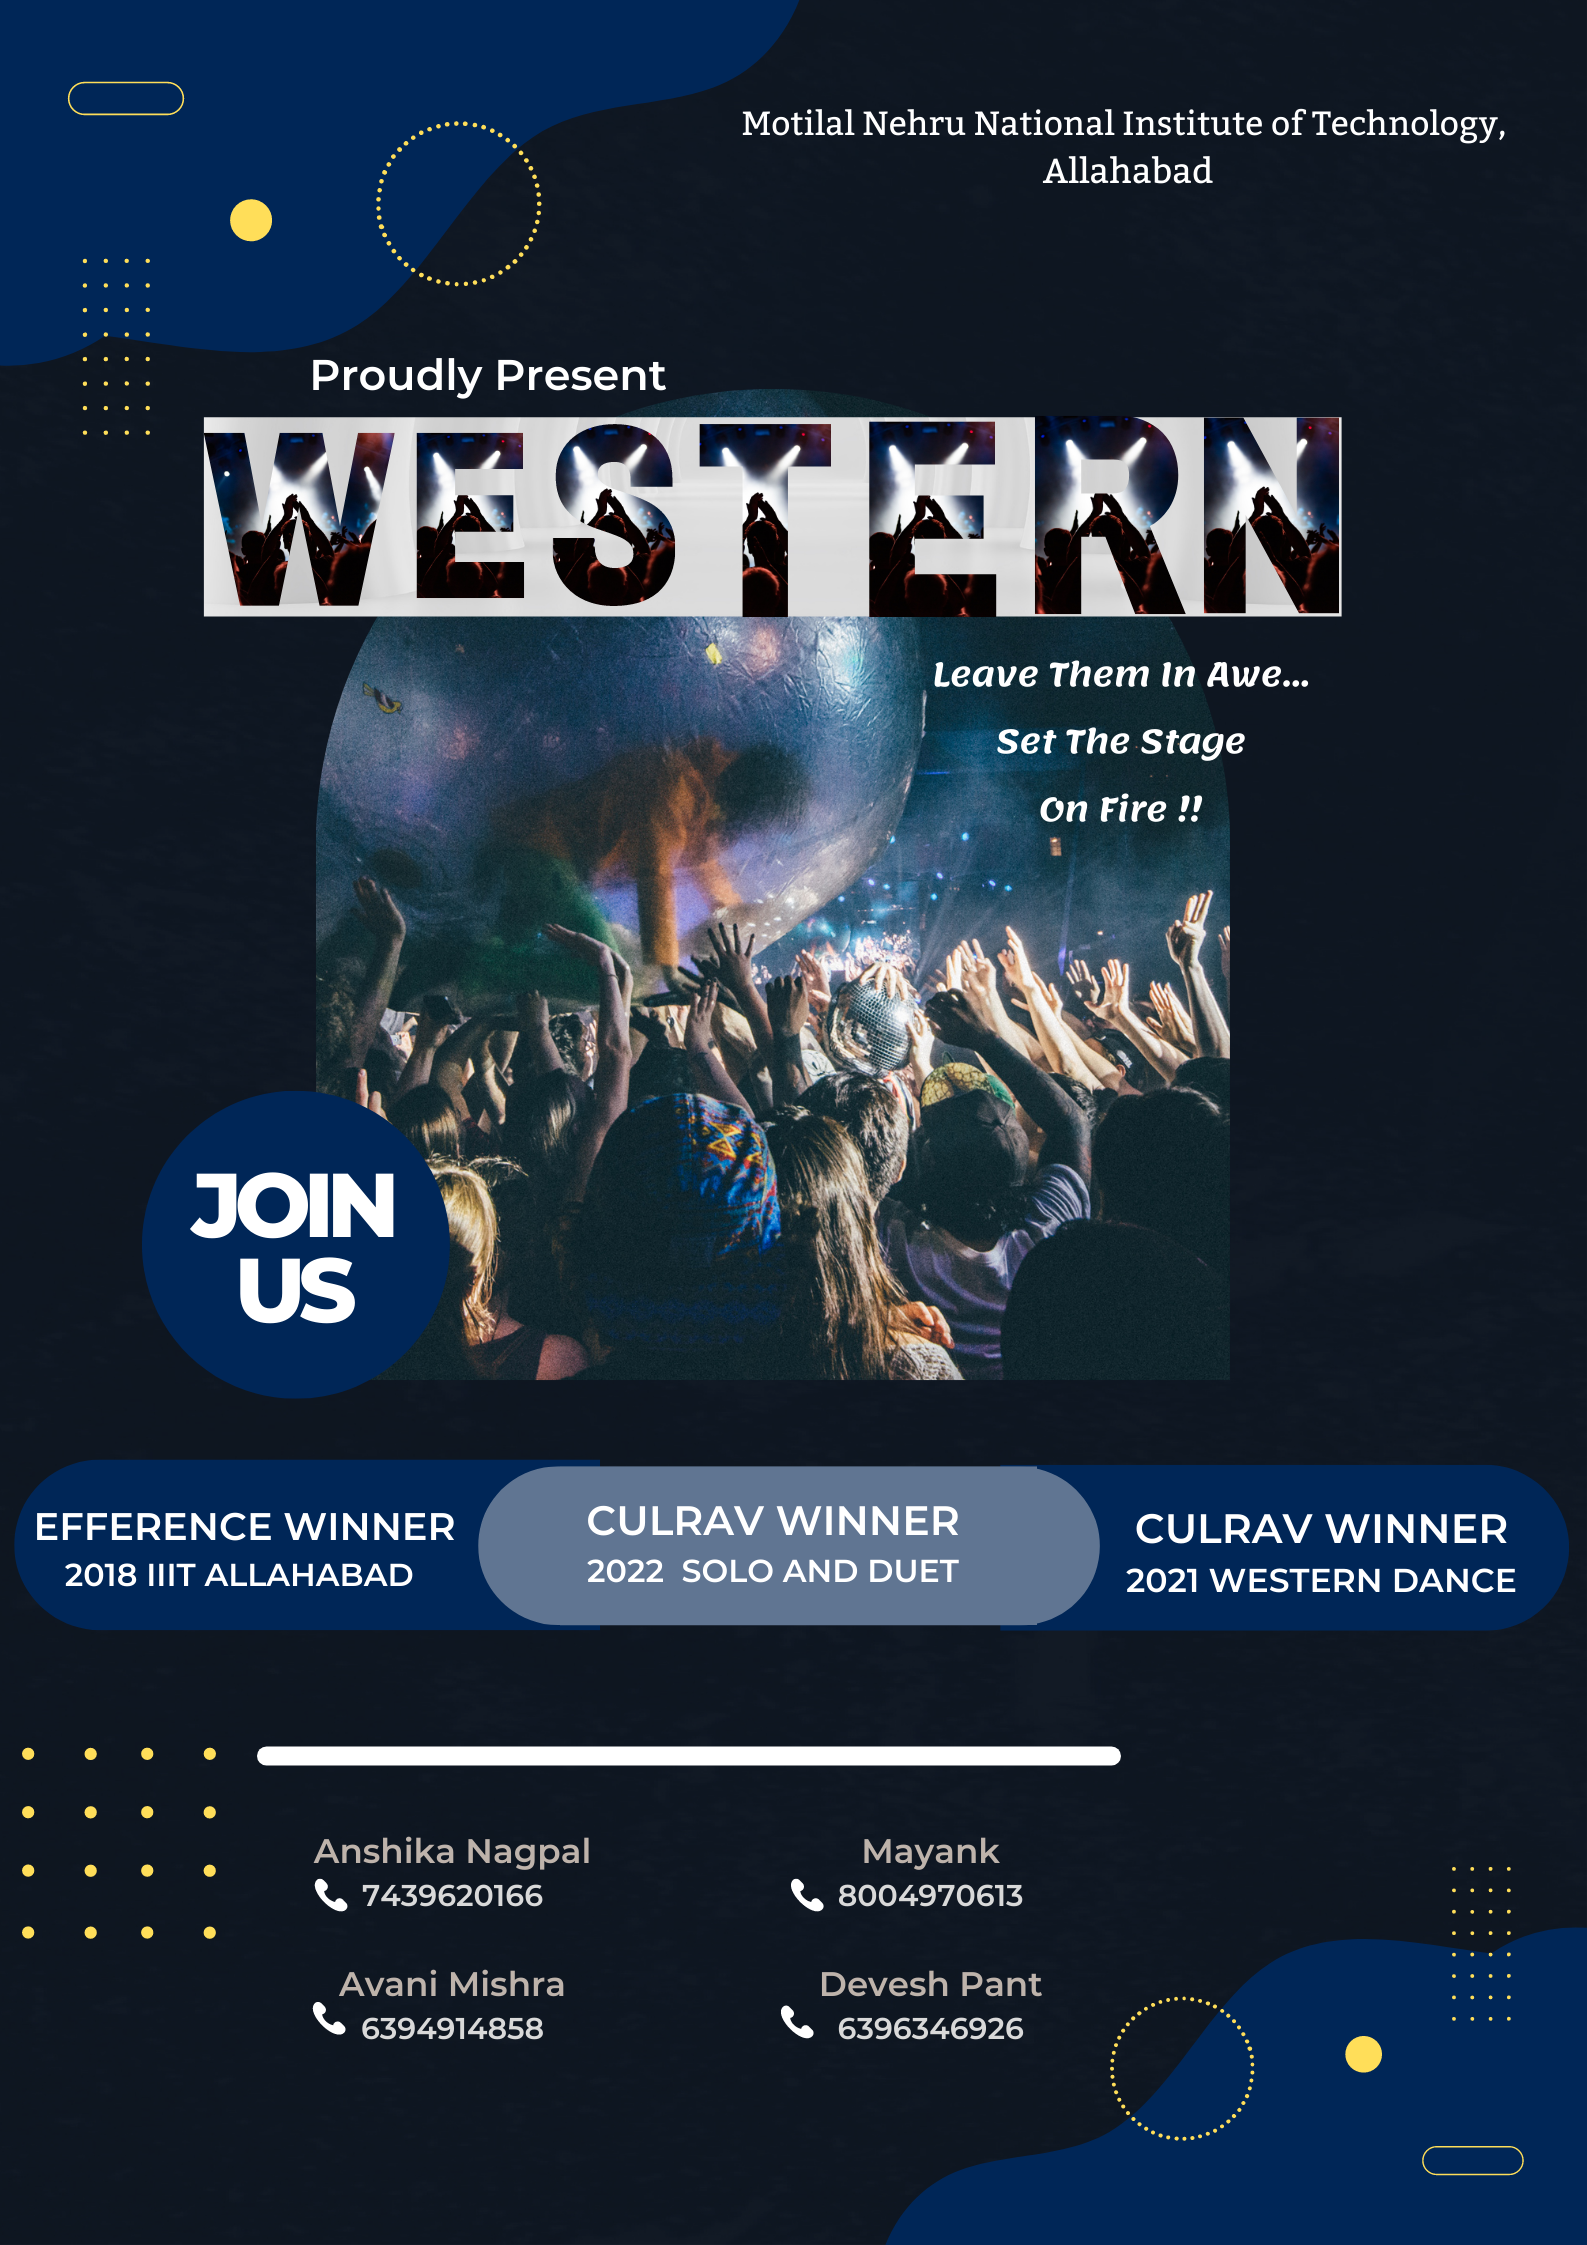 Motilal Nehru National Institute of Technology,
Allahabad
Proudly Present
WESTERN
Leave Them In Awe...
Set The Stage
On Fire !!
JOIN
US
EFFERENCE WINNER
2018 IIIT ALLAHABAD
CULRAV WINNER
2022 SOLO AND DUET
CULRAV WINNER
2021 WESTERN DANCE
Anshika Nagpal
7439620166
Mayank
8004970613
Avani Mishra
6394914858
Devesh Pant
6396346926